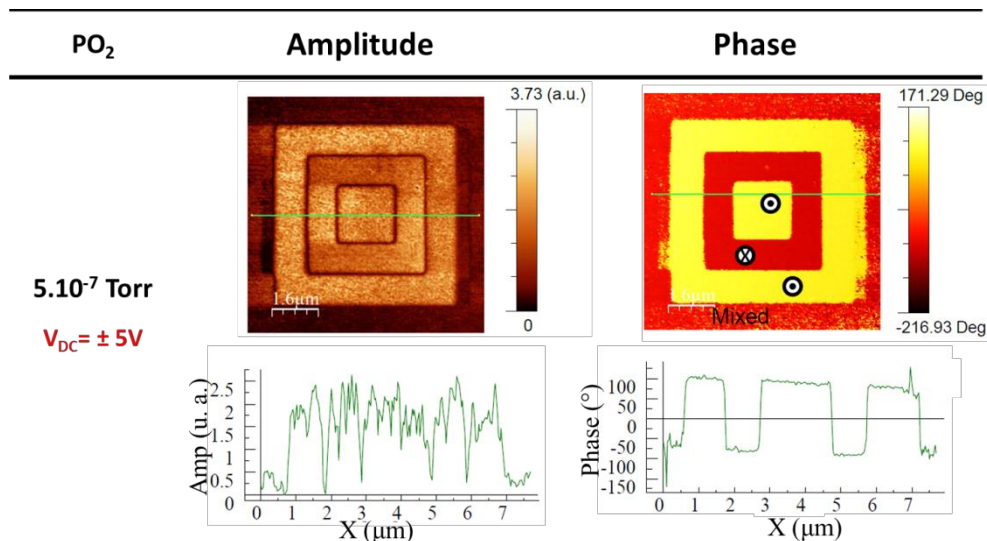 PO₂ Amplitude Phase
3.73 (a.u.)
0
1.6μm
171.29 Deg
-216.93 Deg
1.6μm
Mixed
5.10⁻⁷ Torr
V_DC= ± 5V
Amp (u. a.)
2.5
2
1.5
1
0.5
0
0 1 2 3 4 5 6 7
X (μm)
Phase (°)
100
50
0
-50
-100
-150
0 1 2 3 4 5 6 7
X (μm)